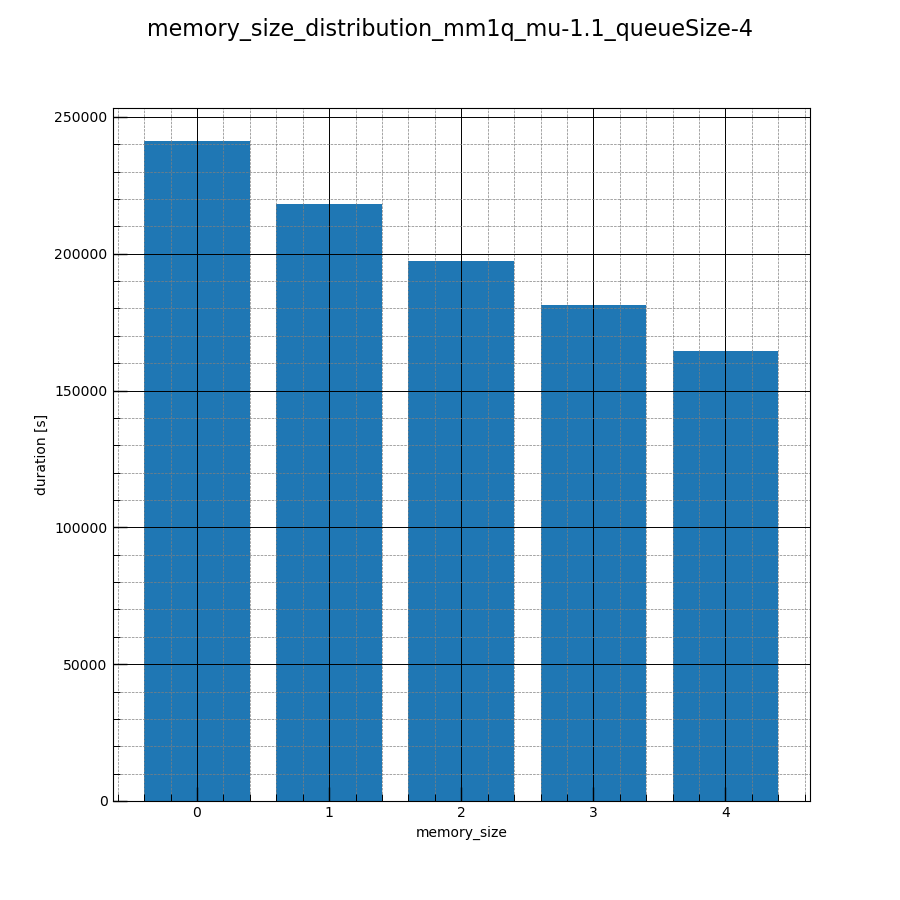 memory_size_distribution_mm1q_mu-1.1_queueSize-4
250000
200000
150000
100000
50000
0
duration [s]
0 1 2 3 4
memory_size